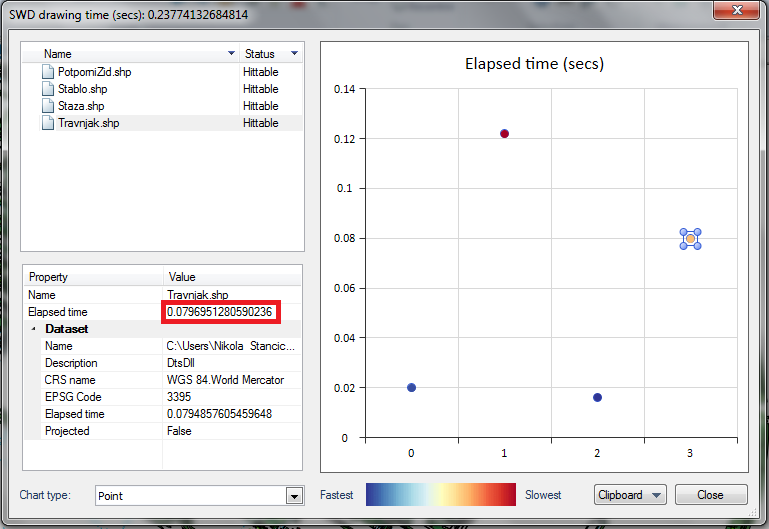 SWD drawing time (secs): 0.23774132684814
Name Status
PotpomiZid.shp Hittable
Stablo.shp Hittable
Staza.shp Hittable
Travnjak.shp Hittable
Property Value
Name Travnjak.shp
Elapsed time 0.0796951280590236
Dataset
Name C:\Users\Nikola Stancic...
Description DtsDll
CRS name WGS 84.World Mercator
EPSG Code 3395
Elapsed time 0.0794857605459648
Projected False
Elapsed time (secs)
0.14
0.12
0.1
0.08
0.06
0.04
0.02
0
0 1 2 3
Chart type: Point
Fastest Slowest
Clipboard Close